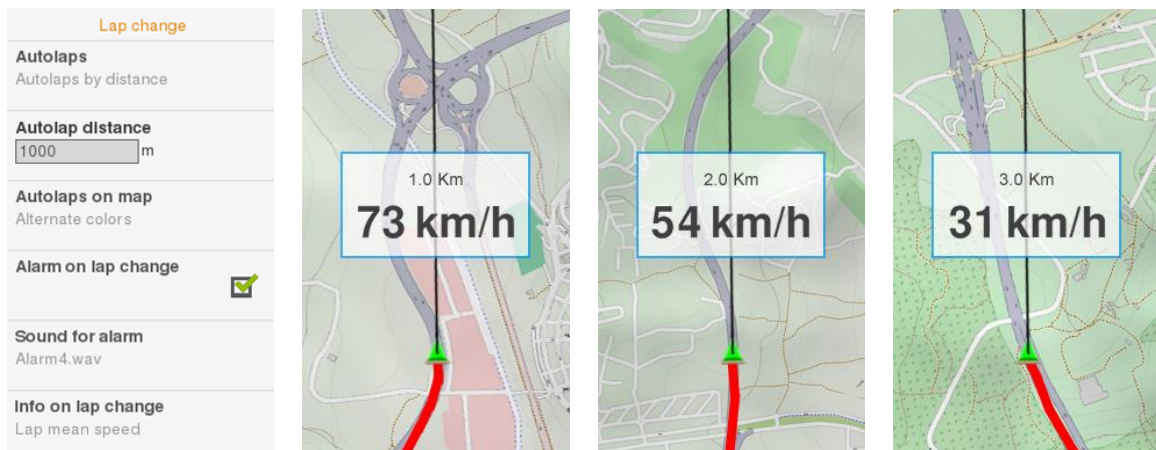 Lap change
Autolaps
Autolaps by distance
Autolap distance
1000 m
Autolaps on map
Alternate colors
Alarm on lap change
Sound for alarm
Alarm4.wav
Info on lap change
Lap mean speed
1.0 Km
73 km/h
2.0 Km
54 km/h
3.0 Km
31 km/h